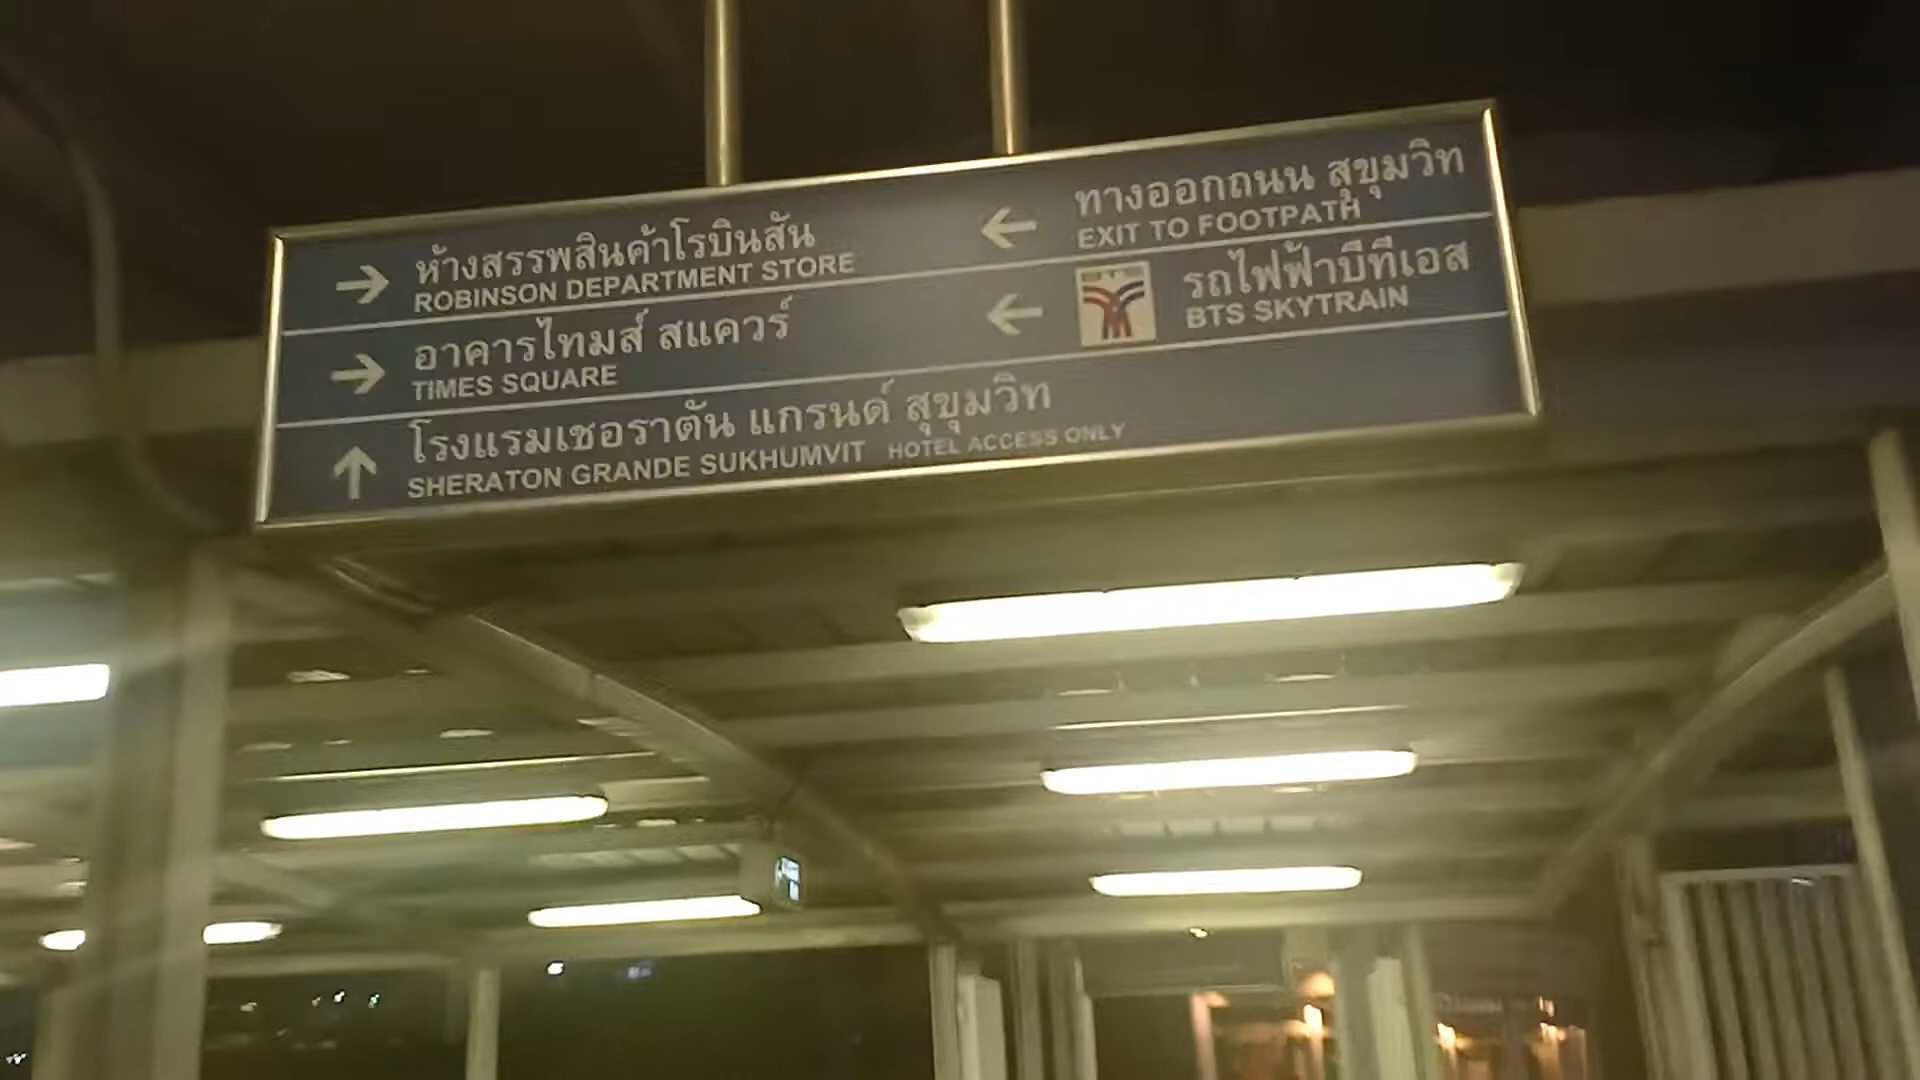 ห้างสรรพสินค้าโรบินสัน
ROBINSON DEPARTMENT STORE
อาคารไทมส์ สแควร์
TIMES SQUARE
โรงแรมเชอราตัน แกรนด์ สุขุมวิท
SHERATON GRANDE SUKHUMVIT HOTEL ACCESS ONLY
ทางออกถนน สุขุมวิท
EXIT TO FOOTPATH
รถไฟฟ้าบีทีเอส
BTS SKYTRAIN